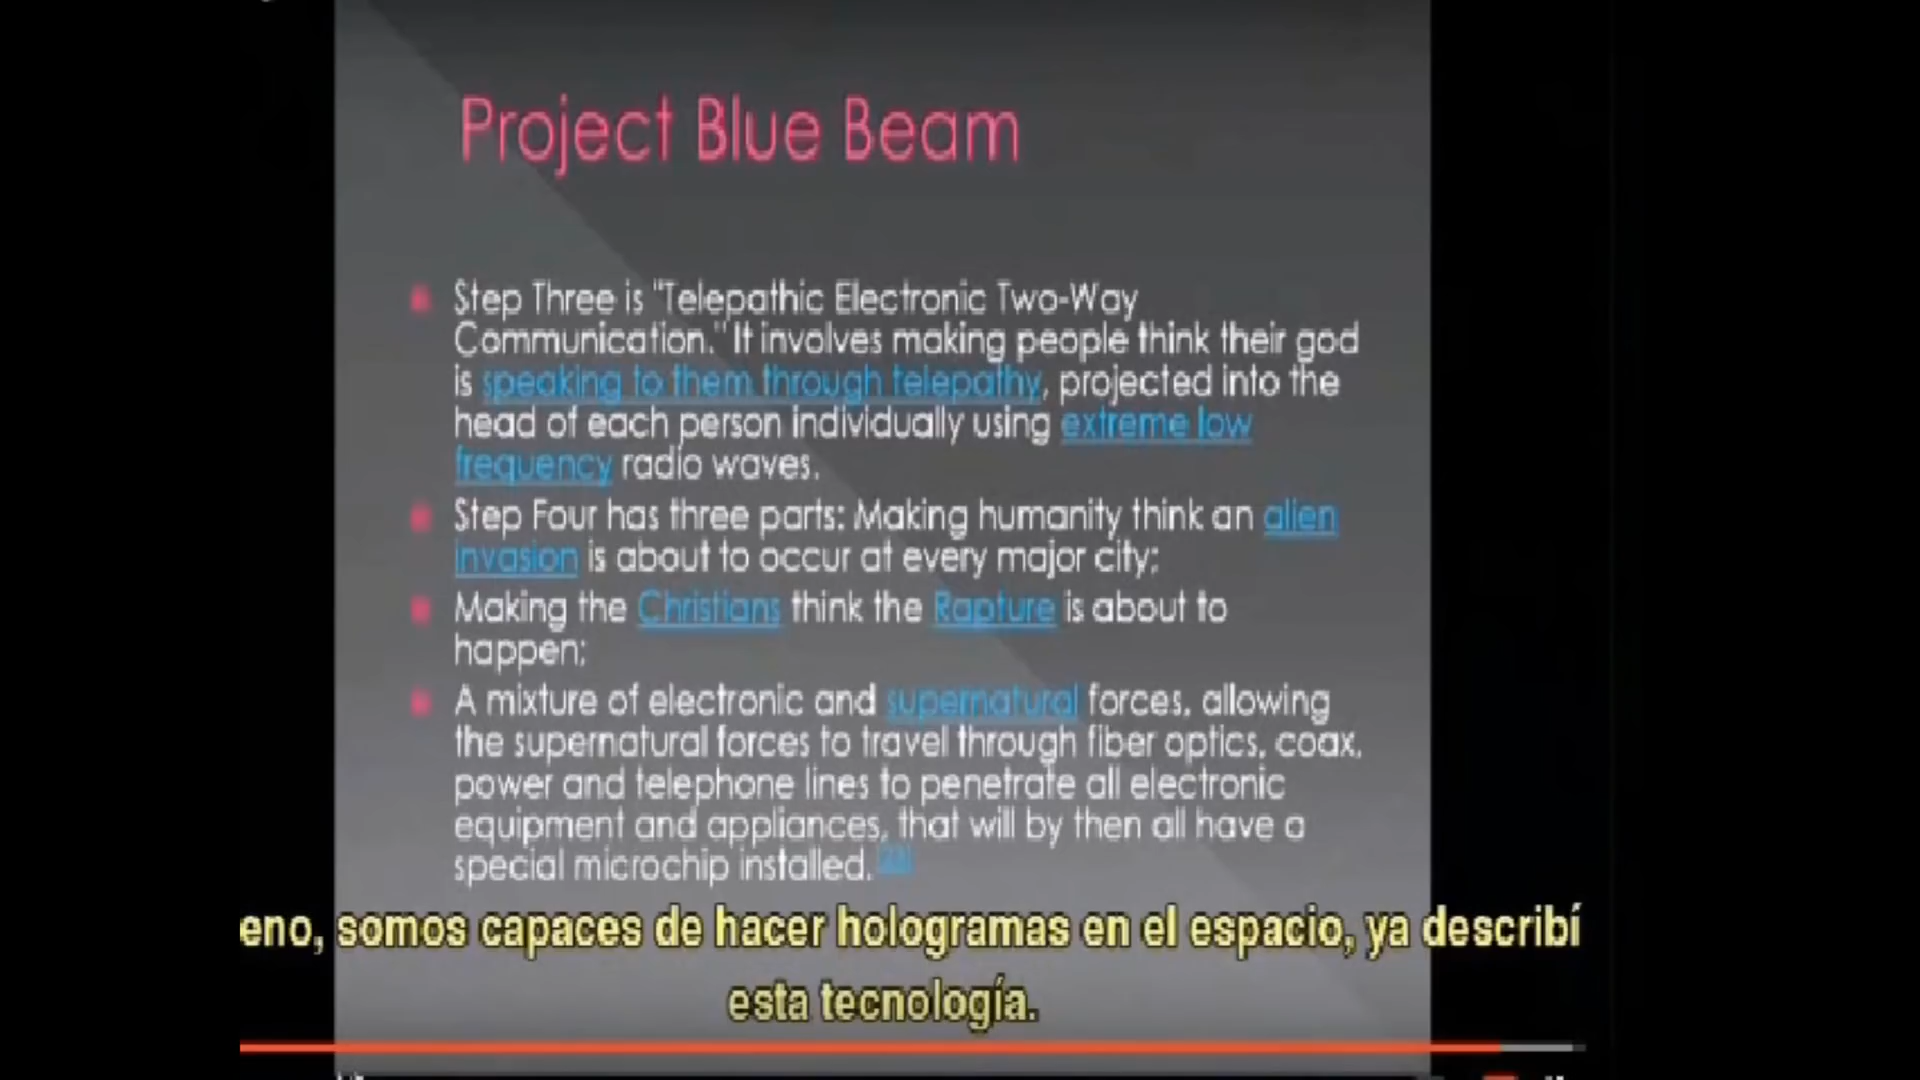 Project Blue Beam
Step Three is "Telepathic Electronic Two-Way
Communication." It involves making people think their god
is speaking to them through telepathy, projected into the
head of each person individually using extreme low
frequency radio waves.
Step Four has three parts: Making humanity think an alien
invasion is about to occur at every major city;
Making the Christians think the Rapture is about to
happen;
A mixture of electronic and supernatural forces, allowing
the supernatural forces to travel through fiber optics, coax,
power and telephone lines to penetrate all electronic
equipment and appliances, that will by then all have a
special microchip installed.
eno, somos capaces de hacer hologramas en el espacio, ya describí
esta tecnología.